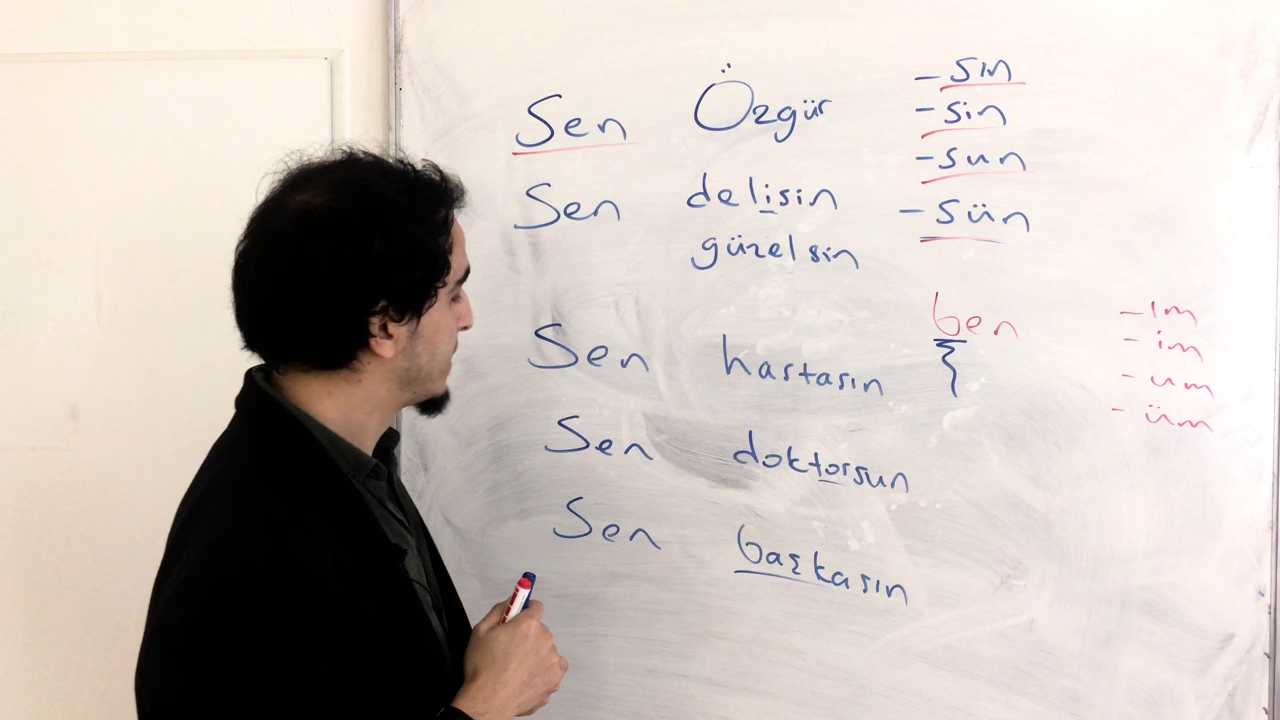 Sen Özgür -sın
-sin
-sun
Sen delisin -sün
güzelsin
ben -ım
Sen hastasın -im
-um
-üm
Sen doktorsun
Sen başkasın